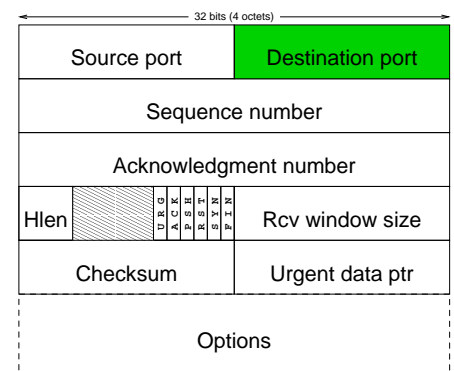 32 bits (4 octets)
Source port Destination port
Sequence number
Acknowledgment number
Hlen URG ACK PSH RST SYN FIN Rcv window size
Checksum Urgent data ptr
Options